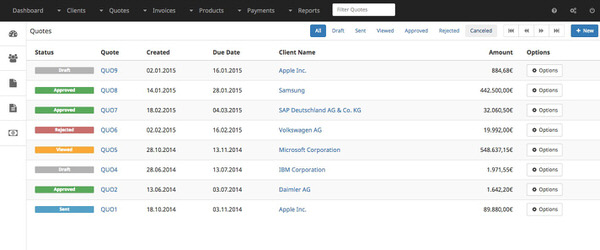 Dashboard Clients Quotes Invoices Products Payments Reports Filter Quotes
Quotes All Draft Sent Viewed Approved Rejected Canceled + New
Status Quote Created Due Date Client Name Amount Options
Draft QUO9 02.01.2015 16.01.2015 Apple Inc. 884,68€ Options
Approved QUO8 14.01.2015 28.01.2015 Samsung 442.500,00€ Options
Approved QUO7 18.02.2015 04.03.2015 SAP Deutschland AG & Co. KG 32.060,50€ Options
Rejected QUO6 02.02.2015 16.02.2015 Volkswagen AG 19.992,00€ Options
Viewed QUO5 28.10.2014 13.11.2014 Microsoft Corporation 548.637,15€ Options
Draft QUO4 28.06.2014 13.07.2014 IBM Corporation 1.971,55€ Options
Approved QUO2 13.06.2014 03.07.2014 Daimler AG 1.642,20€ Options
Sent QUO1 18.10.2014 03.11.2014 Apple Inc. 89.880,00€ Options